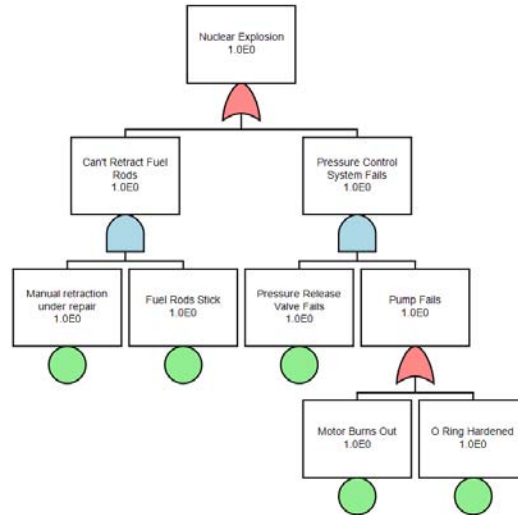 Nuclear Explosion
1.0E0
Can't Retract Fuel
Rods
1.0E0
Pressure Control
System Fails
1.0E0
Manual retraction
under repair
1.0E0
Fuel Rods Stick
1.0E0
Pressure Release
Valve Fails
1.0E0
Pump Fails
1.0E0
Motor Burns Out
1.0E0
O Ring Hardened
1.0E0